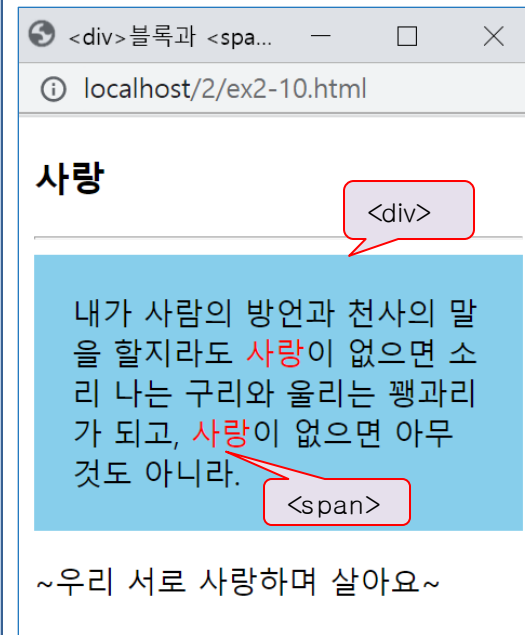 <div>블록과 <spa...
localhost/2/ex2-10.html
사랑
<div>
내가 사람의 방언과 천사의 말
을 할지라도 사랑이 없으면 소
리 나는 구리와 울리는 꽹과리
가 되고, 사랑이 없으면 아무
것도 아니라.
<span>
~우리 서로 사랑하며 살아요~